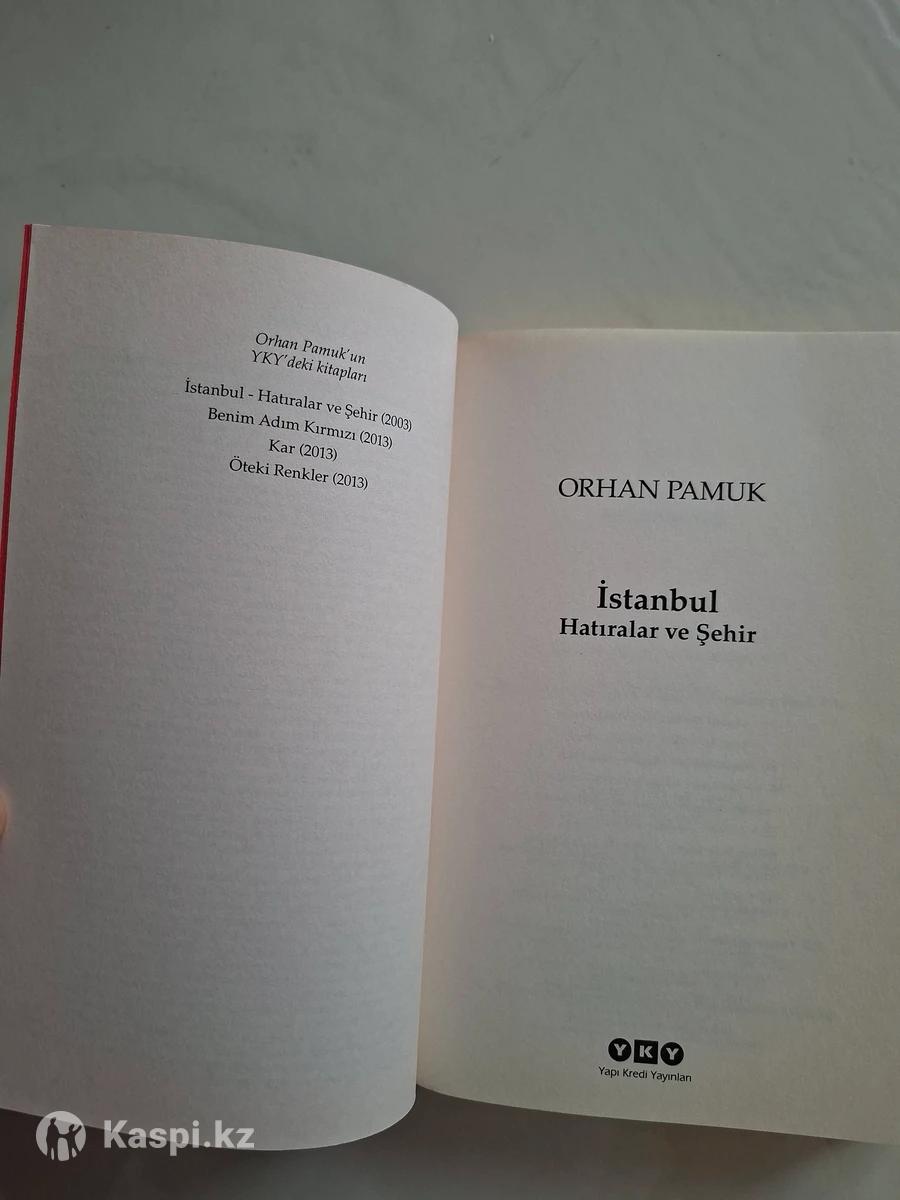 Orhan Pamuk'un
YKY'deki kitapları
İstanbul - Hatıralar ve Şehir (2003)
Benim Adım Kırmızı (2013)
Kar (2013)
Öteki Renkler (2013)
ORHAN PAMUK
İstanbul
Hatıralar ve Şehir
YKY
Yapı Kredi Yayınları
Kaspi.kz